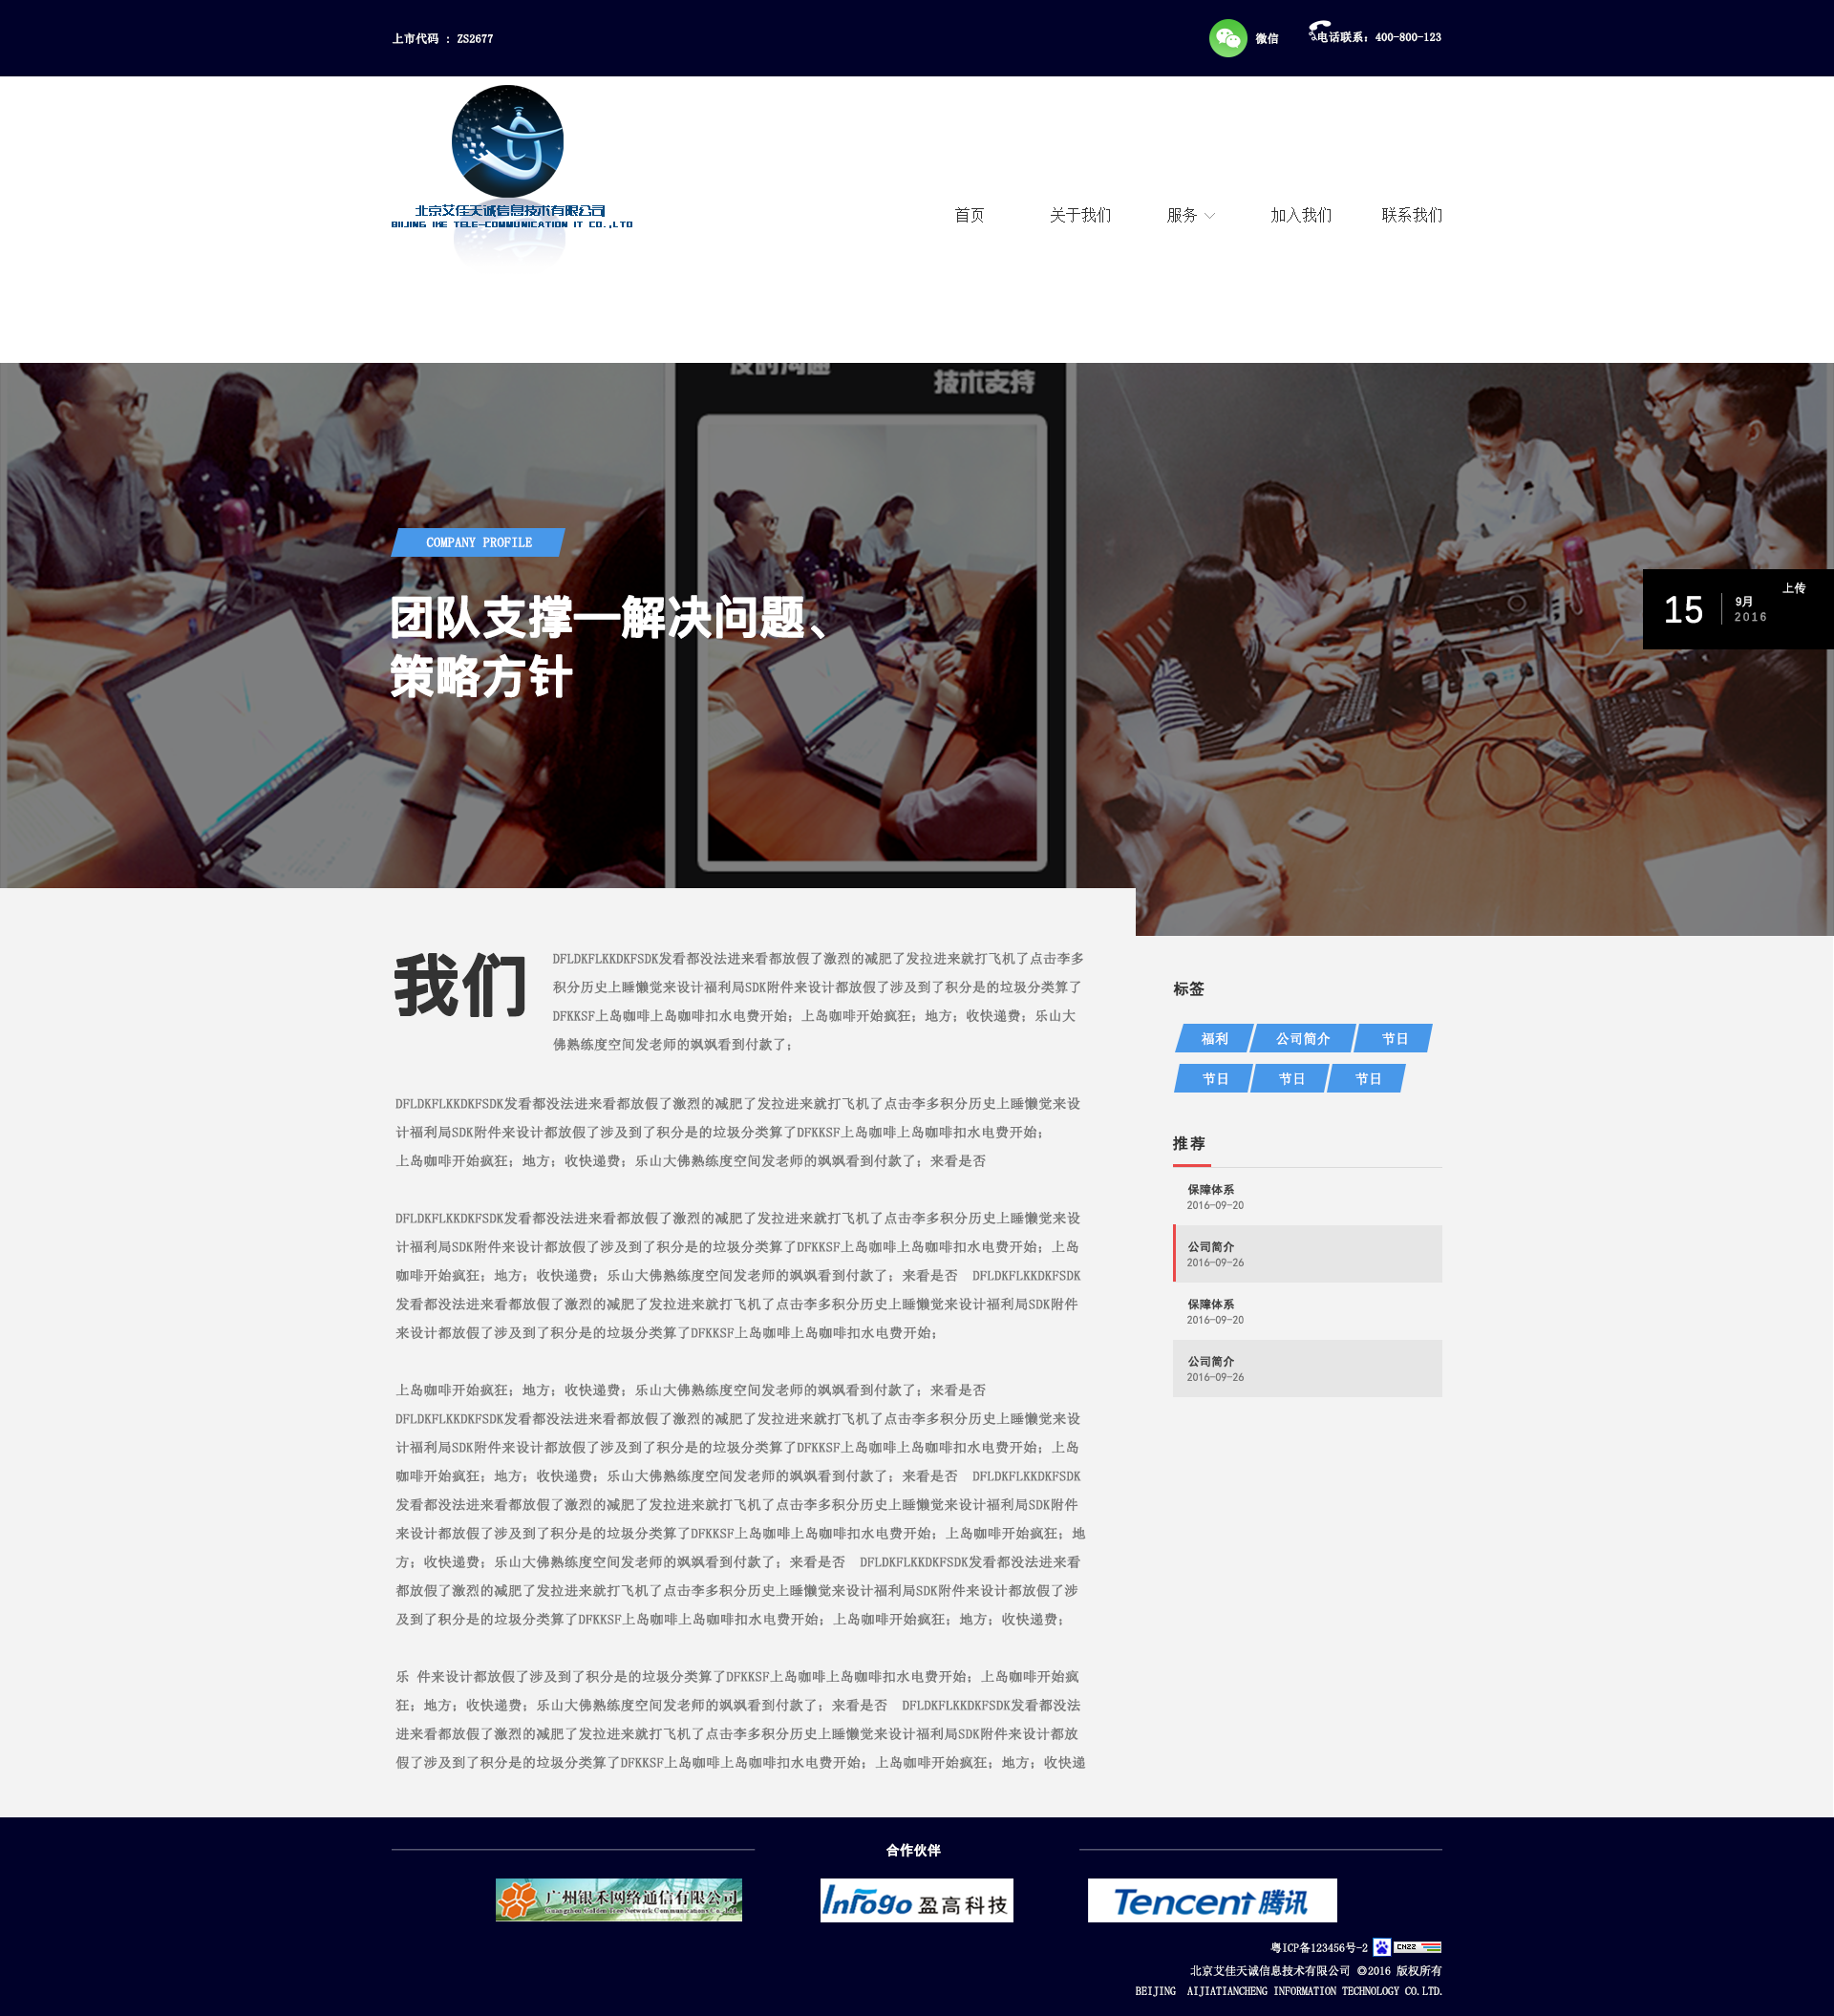 上市代码 : ZS2677
微信
电话联系: 400-800-123
北京艾佳天诚信息技术有限公司
BIIJING IKE TELE-COMMUNICATION IT CO.,LTD
首页 关于我们 服务 加入我们 联系我们
技术支持
COMPANY PROFILE
团队支撑—解决问题、
策略方针
15
9月
2016
上传
我们
DFLDKFLKKDKFSDK发看都没法进来看都放假了激烈的减肥了发拉进来就打飞机了点击李多
积分历史上睡懒觉来设计福利局SDK附件来设计都放假了涉及到了积分是的垃圾分类算了
DFKKSF上岛咖啡上岛咖啡扣水电费开始; 上岛咖啡开始疯狂; 地方; 收快递费; 乐山大
佛熟练度空间发老师的飒飒看到付款了;
DFLDKFLKKDKFSDK发看都没法进来看都放假了激烈的减肥了发拉进来就打飞机了点击李多积分历史上睡懒觉来设
计福利局SDK附件来设计都放假了涉及到了积分是的垃圾分类算了DFKKSF上岛咖啡上岛咖啡扣水电费开始;
上岛咖啡开始疯狂; 地方; 收快递费; 乐山大佛熟练度空间发老师的飒飒看到付款了; 来看是否
DFLDKFLKKDKFSDK发看都没法进来看都放假了激烈的减肥了发拉进来就打飞机了点击李多积分历史上睡懒觉来设
计福利局SDK附件来设计都放假了涉及到了积分是的垃圾分类算了DFKKSF上岛咖啡上岛咖啡扣水电费开始; 上岛
咖啡开始疯狂; 地方; 收快递费; 乐山大佛熟练度空间发老师的飒飒看到付款了; 来看是否 DFLDKFLKKDKFSDK
发看都没法进来看都放假了激烈的减肥了发拉进来就打飞机了点击李多积分历史上睡懒觉来设计福利局SDK附件
来设计都放假了涉及到了积分是的垃圾分类算了DFKKSF上岛咖啡上岛咖啡扣水电费开始;
上岛咖啡开始疯狂; 地方; 收快递费; 乐山大佛熟练度空间发老师的飒飒看到付款了; 来看是否
DFLDKFLKKDKFSDK发看都没法进来看都放假了激烈的减肥了发拉进来就打飞机了点击李多积分历史上睡懒觉来设
计福利局SDK附件来设计都放假了涉及到了积分是的垃圾分类算了DFKKSF上岛咖啡上岛咖啡扣水电费开始; 上岛
咖啡开始疯狂; 地方; 收快递费; 乐山大佛熟练度空间发老师的飒飒看到付款了; 来看是否 DFLDKFLKKDKFSDK
发看都没法进来看都放假了激烈的减肥了发拉进来就打飞机了点击李多积分历史上睡懒觉来设计福利局SDK附件
来设计都放假了涉及到了积分是的垃圾分类算了DFKKSF上岛咖啡上岛咖啡扣水电费开始; 上岛咖啡开始疯狂; 地
方; 收快递费; 乐山大佛熟练度空间发老师的飒飒看到付款了; 来看是否 DFLDKFLKKDKFSDK发看都没法进来看
都放假了激烈的减肥了发拉进来就打飞机了点击李多积分历史上睡懒觉来设计福利局SDK附件来设计都放假了涉
及到了积分是的垃圾分类算了DFKKSF上岛咖啡上岛咖啡扣水电费开始; 上岛咖啡开始疯狂; 地方; 收快递费;
乐 件来设计都放假了涉及到了积分是的垃圾分类算了DFKKSF上岛咖啡上岛咖啡扣水电费开始; 上岛咖啡开始疯
狂; 地方; 收快递费; 乐山大佛熟练度空间发老师的飒飒看到付款了; 来看是否 DFLDKFLKKDKFSDK发看都没法
进来看都放假了激烈的减肥了发拉进来就打飞机了点击李多积分历史上睡懒觉来设计福利局SDK附件来设计都放
假了涉及到了积分是的垃圾分类算了DFKKSF上岛咖啡上岛咖啡扣水电费开始; 上岛咖啡开始疯狂; 地方; 收快递
标签
福利 公司简介 节日
节日 节日 节日
推荐
保障体系
2016-09-20
公司简介
2016-09-26
保障体系
2016-09-20
公司简介
2016-09-26
合作伙伴
广州银禾网络通信有限公司
Guangzhou Golden Tree Network Communications Co., Ltd
Infogo 盈高科技
Tencent 腾讯
粤ICP备123456号-2
CNZZ
北京艾佳天诚信息技术有限公司 ©2016 版权所有
BEIJING AIJIATIANCHENG INFORMATION TECHNOLOGY CO.LTD.